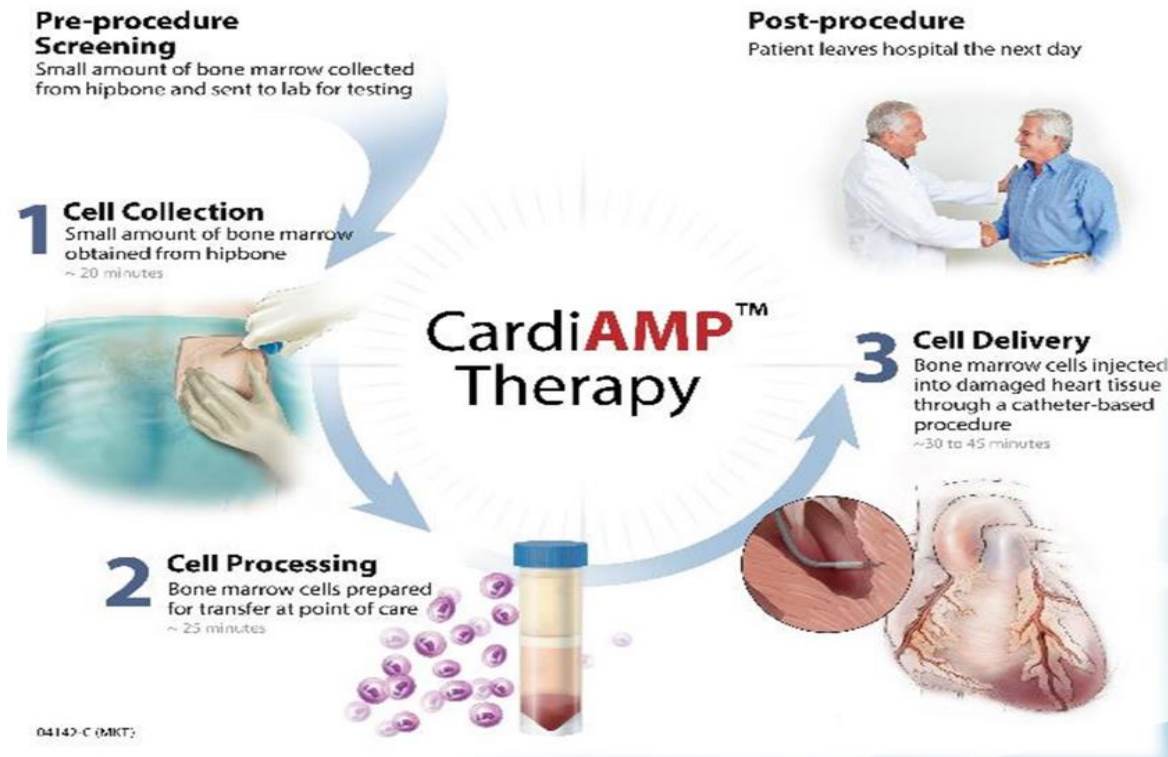 Pre-procedure
Screening
Small amount of bone marrow collected
from hipbone and sent to lab for testing
1 Cell Collection
Small amount of bone marrow
obtained from hipbone
~ 20 minutes
2 Cell Processing
Bone marrow cells prepared
for transfer at point of care
~ 25 minutes
CardiAMP™
Therapy
3 Cell Delivery
Bone marrow cells injected
into damaged heart tissue
through a catheter-based
procedure
~30 to 45 minutes
Post-procedure
Patient leaves hospital the next day
04142-C (MKT)